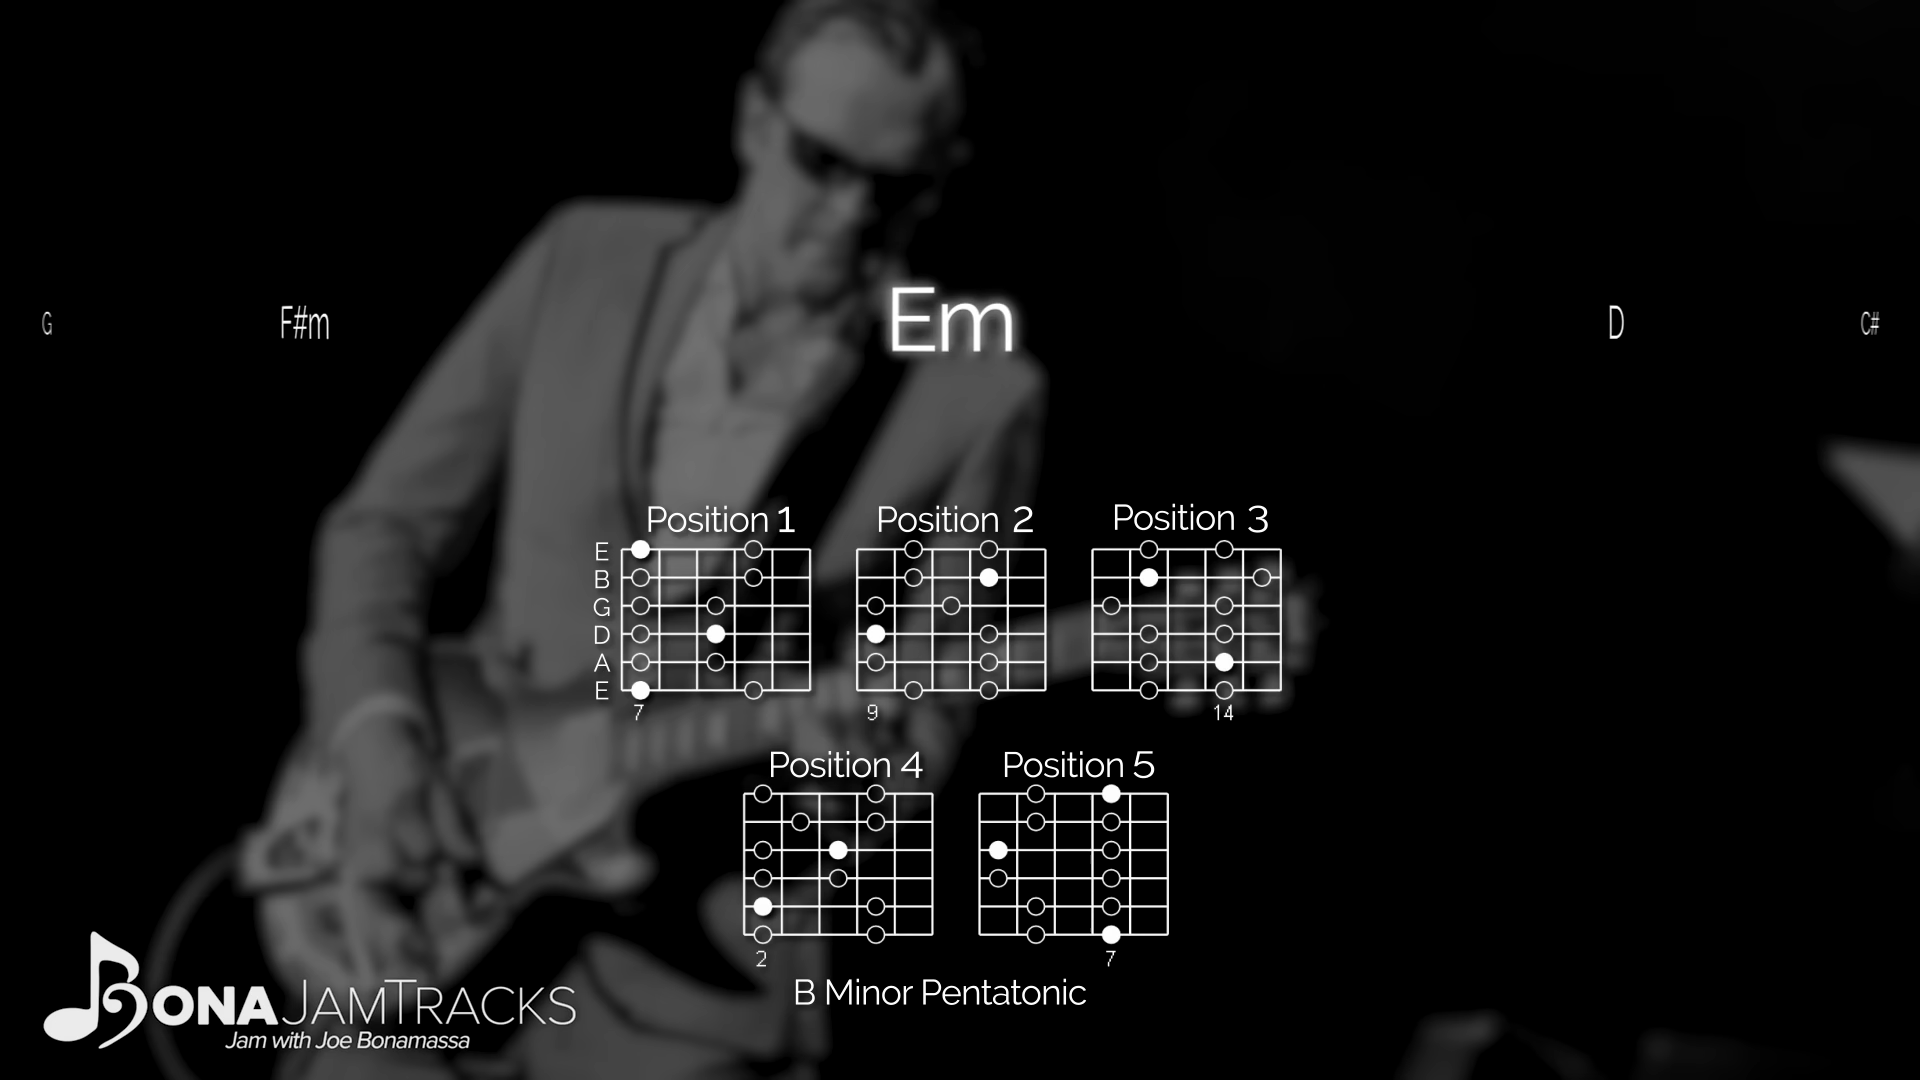 G F#m Em D C#
Position 1 Position 2 Position 3
E
B
G
D
A
E
7 9 14
Position 4 Position 5
2 7
B Minor Pentatonic
BONAJAMTRACKS
Jam with Joe Bonamassa